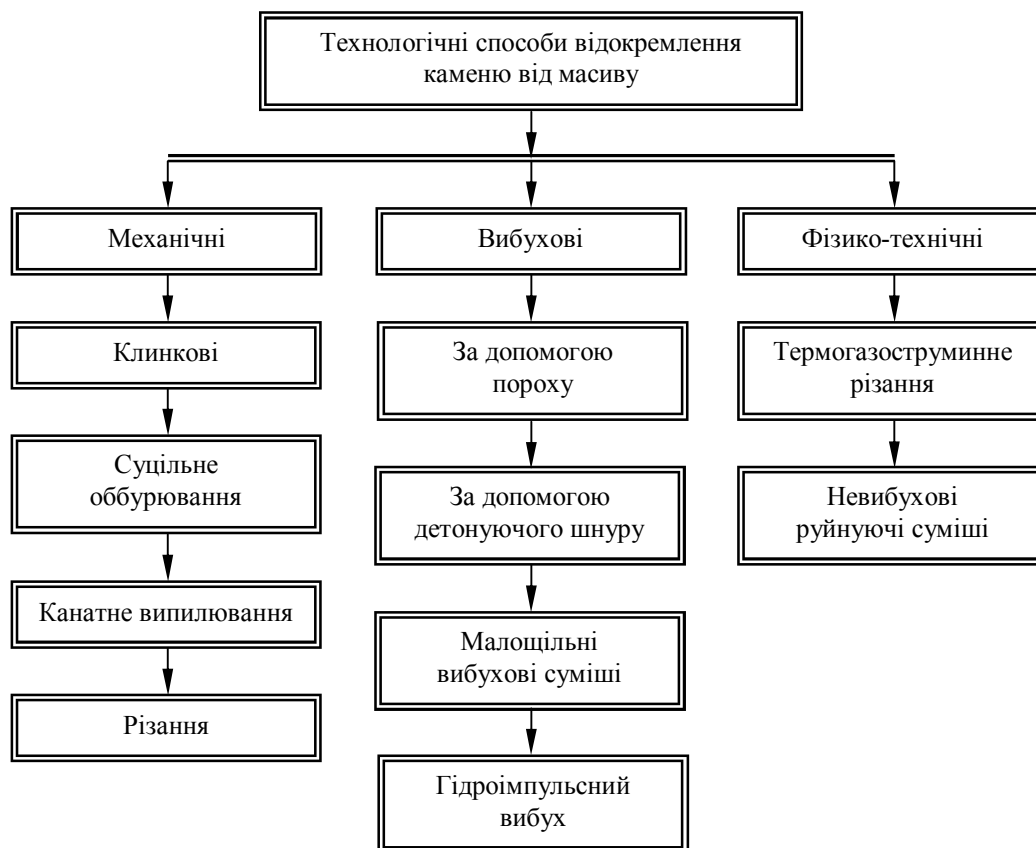 Технологічні способи відокремлення
каменю від масиву
Механічні
Вибухові
Фізико-технічні
Клинкові
За допомогою
пороху
Термогазоструминне
різання
Суцільне
оббурювання
За допомогою
детонуючого шнуру
Невибухові
руйнуючі суміші
Канатне випилювання
Малощільні
вибухові суміші
Різання
Гідроімпульсний
вибух